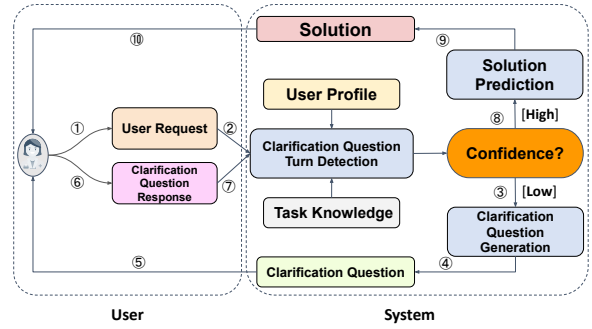 ⑩
Solution
⑨
Solution
Prediction
User Profile
①
User Request
②
⑧
[High]
Clarification Question
Turn Detection
Confidence?
⑥
Clarification
Question
Response
⑦
③
[Low]
Task Knowledge
Clarification
Question
Generation
⑤
Clarification Question
④
User
System